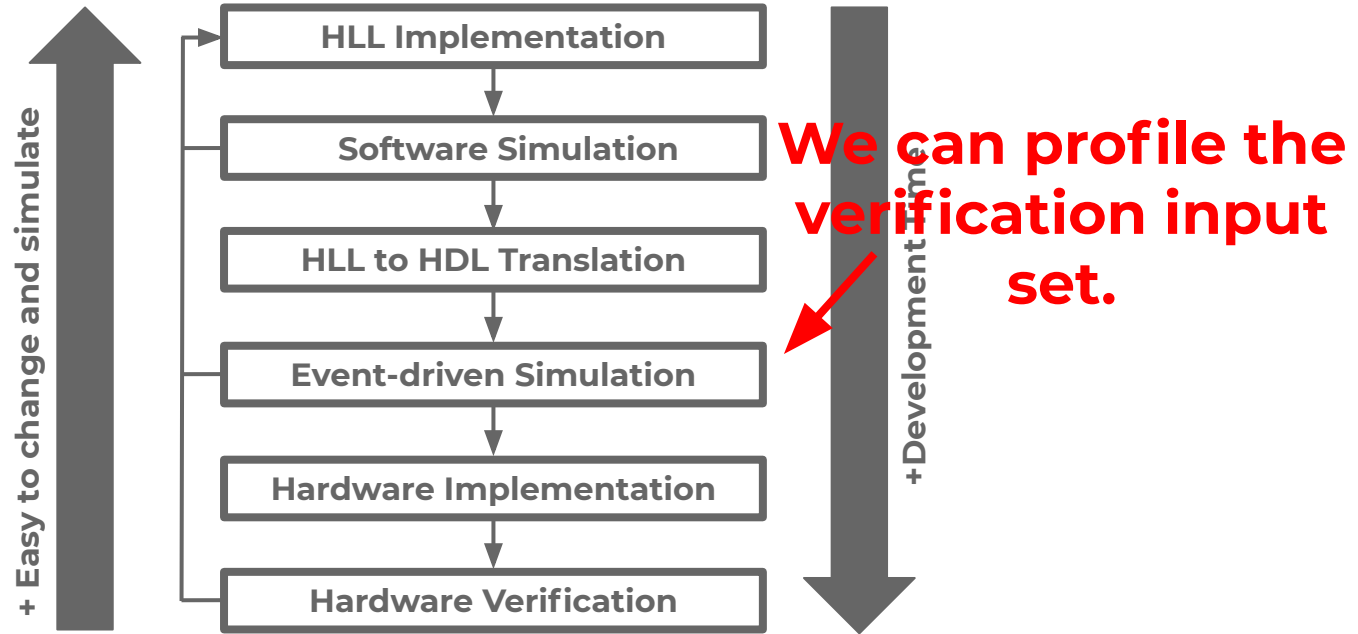 HLL Implementation
Software Simulation
HLL to HDL Translation
Event-driven Simulation
Hardware Implementation
Hardware Verification
+ Easy to change and simulate
+Development Time
We can profile the
verification input
set.